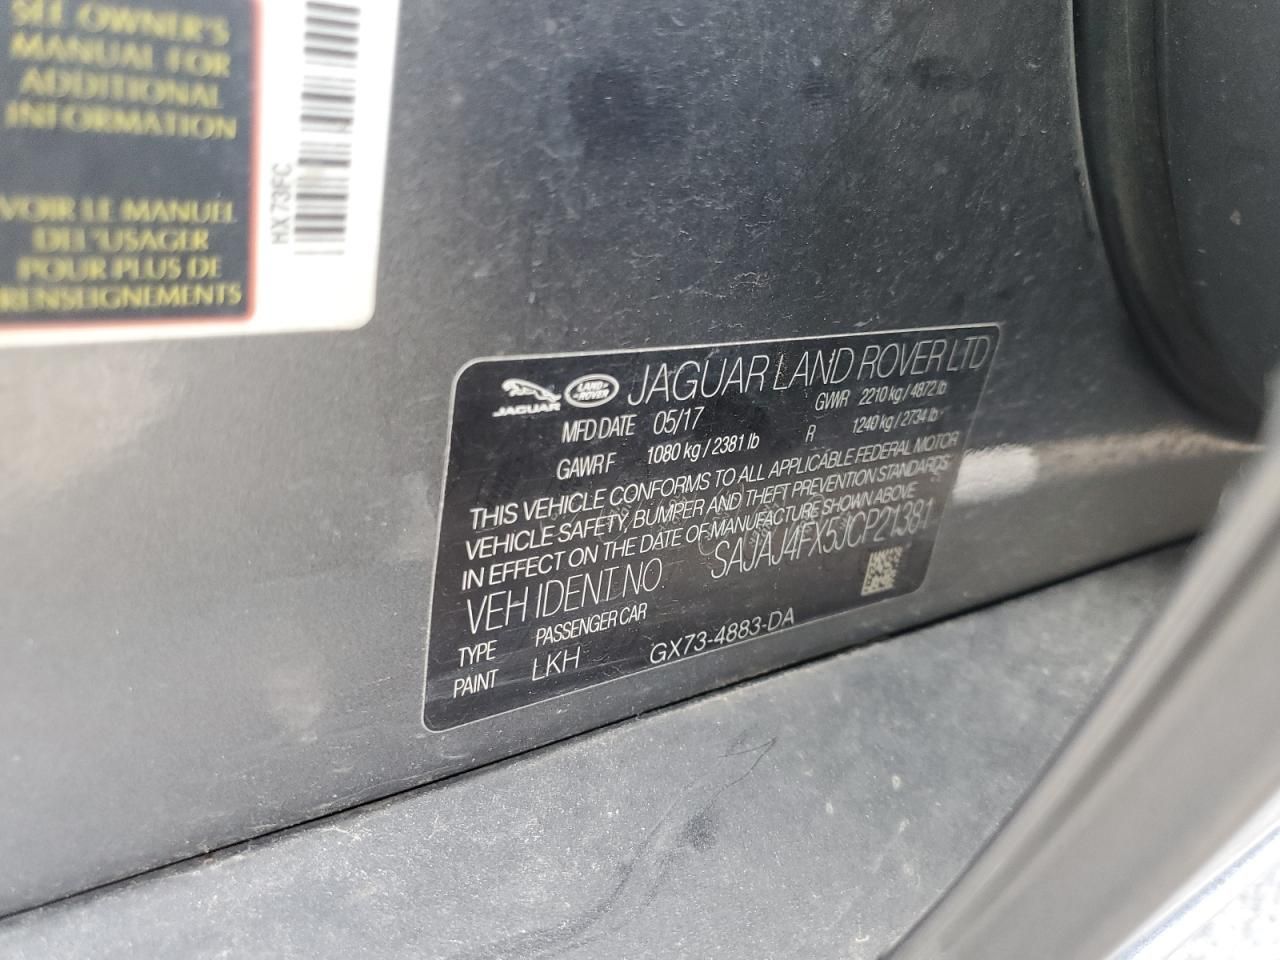 SEE OWNER'S
MANUAL FOR
ADDITIONAL
INFORMATION
VOIR LE MANUEL
DE L'USAGER
POUR PLUS DE
RENSEIGNEMENTS
HX73FC
JAGUAR
LAND ROVER
JAGUAR LAND ROVER LTD
MFD DATE 05/17 GVWR 2210 kg / 4872 lb
GAWR F 1080 kg / 2381 lb R 1240 kg / 2734 lb
THIS VEHICLE CONFORMS TO ALL APPLICABLE FEDERAL MOTOR
VEHICLE SAFETY, BUMPER AND THEFT PREVENTION STANDARDS
IN EFFECT ON THE DATE OF MANUFACTURE SHOWN ABOVE
VEH IDENT. NO. SAJAJ4FX5JCP21381
TYPE PASSENGER CAR
PAINT LKH GX73-4883-DA